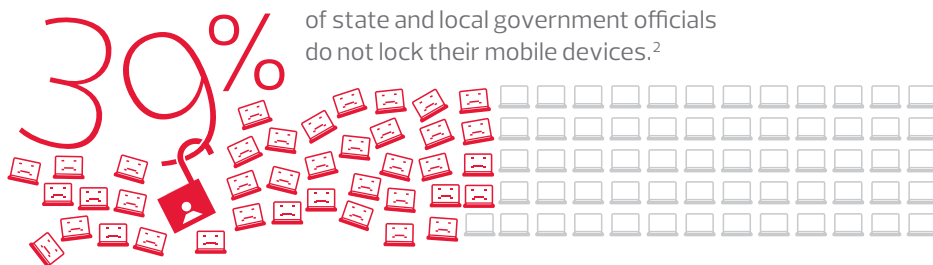 39%
of state and local government officials
do not lock their mobile devices.²